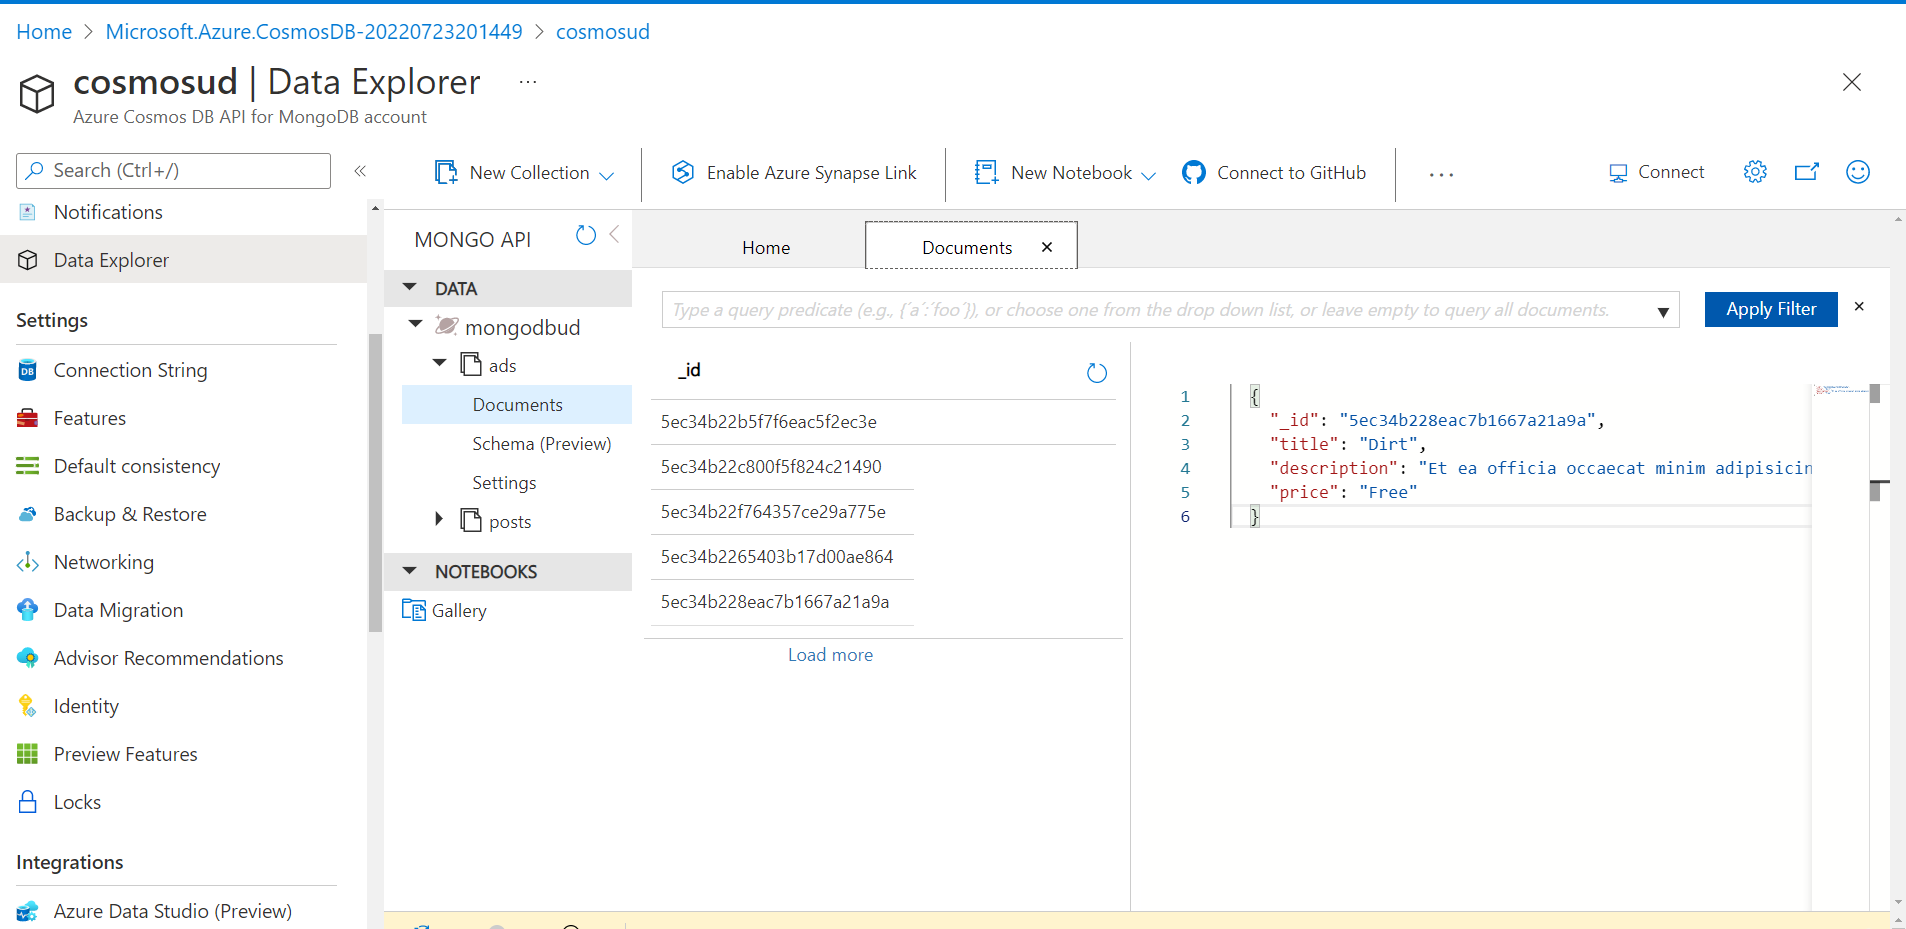 Home > Microsoft.Azure.CosmosDB-20220723201449 > cosmosud
cosmosud | Data Explorer ...
Azure Cosmos DB API for MongoDB account
Search (Ctrl+/)
«
Notifications
Data Explorer
Settings
Connection String
Features
Default consistency
Backup & Restore
Networking
Data Migration
Advisor Recommendations
Identity
Preview Features
Locks
Integrations
Azure Data Studio (Preview)
New Collection
Enable Azure Synapse Link
New Notebook
Connect to GitHub
...
Connect
MONGO API
DATA
mongodbud
ads
Documents
Schema (Preview)
Settings
posts
NOTEBOOKS
Gallery
Home
Documents
Type a query predicate (e.g., {´a´:´foo´}), or choose one from the drop down list, or leave empty to query all documents.
Apply Filter
_id
5ec34b22b5f7f6eac5f2ec3e
5ec34b22c800f5f824c21490
5ec34b22f764357ce29a775e
5ec34b2265403b17d00ae864
5ec34b228eac7b1667a21a9a
Load more
1 {
2 "_id": "5ec34b228eac7b1667a21a9a",
3 "title": "Dirt",
4 "description": "Et ea officia occaecat minim adipisicin
5 "price": "Free"
6 }